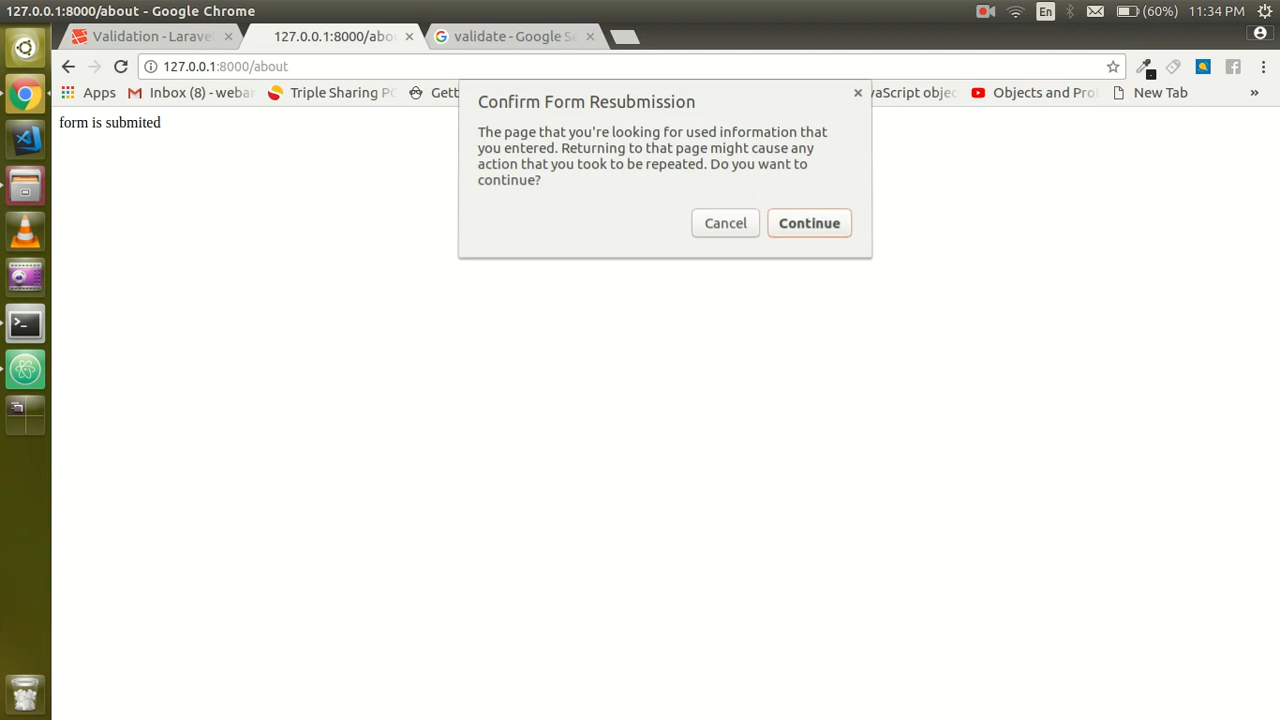 127.0.0.1:8000/about - Google Chrome
En
(60%)
11:34 PM
Validation - Larave
127.0.0.1:8000/abo
validate - Google Se
127.0.0.1:8000/about
Apps
Inbox (8) - weba
Triple Sharing P
Gett
vaScript obje
Objects and Pro
New Tab
»
form is submited
Confirm Form Resubmission
The page that you're looking for used information that
you entered. Returning to that page might cause any
action that you took to be repeated. Do you want to
continue?
Cancel
Continue